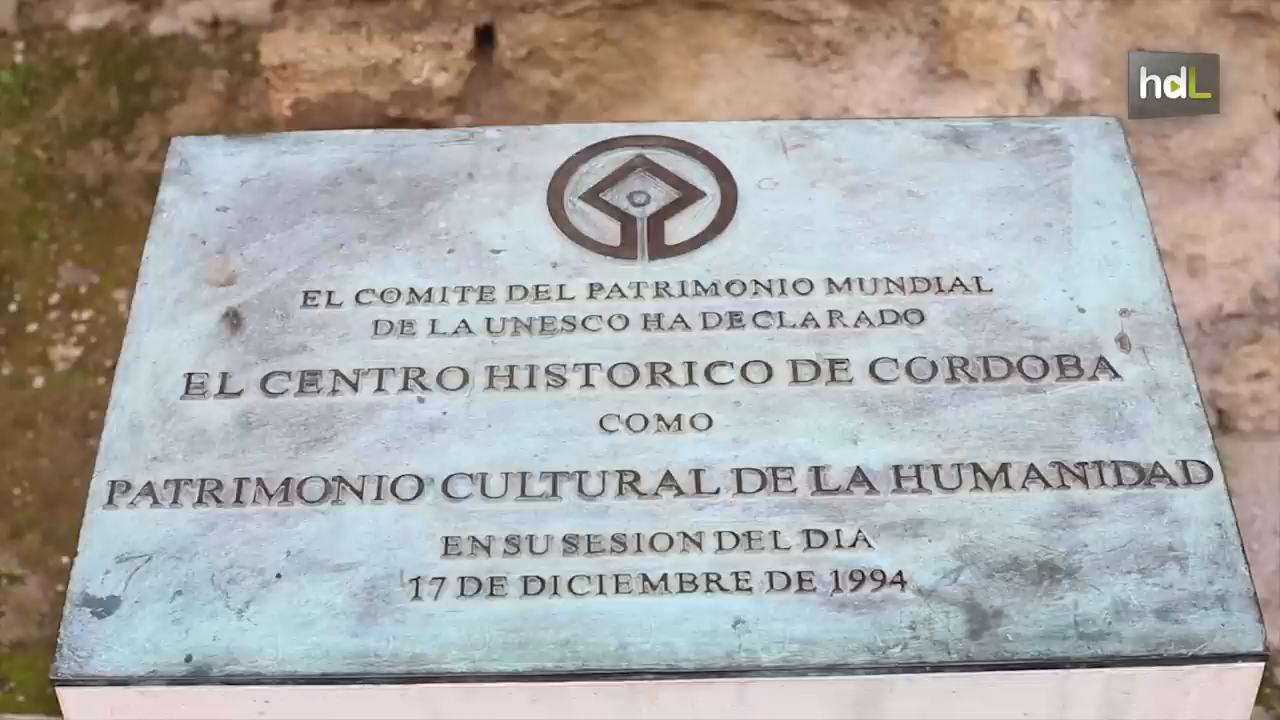 hdL
EL COMITE DEL PATRIMONIO MUNDIAL
DE LA UNESCO HA DECLARADO
EL CENTRO HISTORICO DE CORDOBA
COMO
PATRIMONIO CULTURAL DE LA HUMANIDAD
EN SU SESION DEL DIA
17 DE DICIEMBRE DE 1994